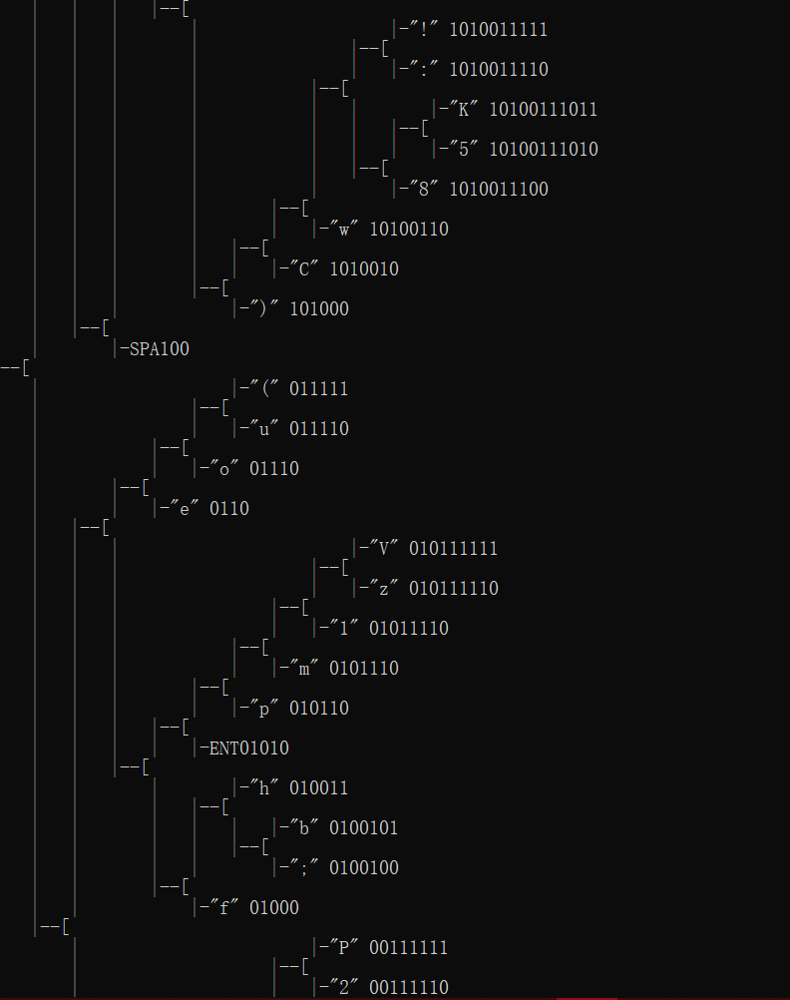 |--[
|-"!" 1010011111
|--[
|-":" 1010011110
|--[
|-"K" 10100111011
|--[
|-"5" 10100111010
|--[
|-"8" 1010011100
|--[
|-"w" 10100110
|--[
|-"C" 1010010
|--[
|-")" 101000
|--[
|-SPA100
--[
|-"(" 011111
|--[
|-"u" 011110
|--[
|-"o" 01110
|--[
|-"e" 0110
|--[
|-"V" 010111111
|--[
|-"z" 010111110
|--[
|-"1" 01011110
|--[
|-"m" 0101110
|--[
|-"p" 010110
|--[
|-ENT01010
|--[
|-"h" 010011
|--[
|-"b" 0100101
|--[
|-";" 0100100
|--[
|-"f" 01000
|--[
|-"P" 00111111
|--[
|-"2" 00111110